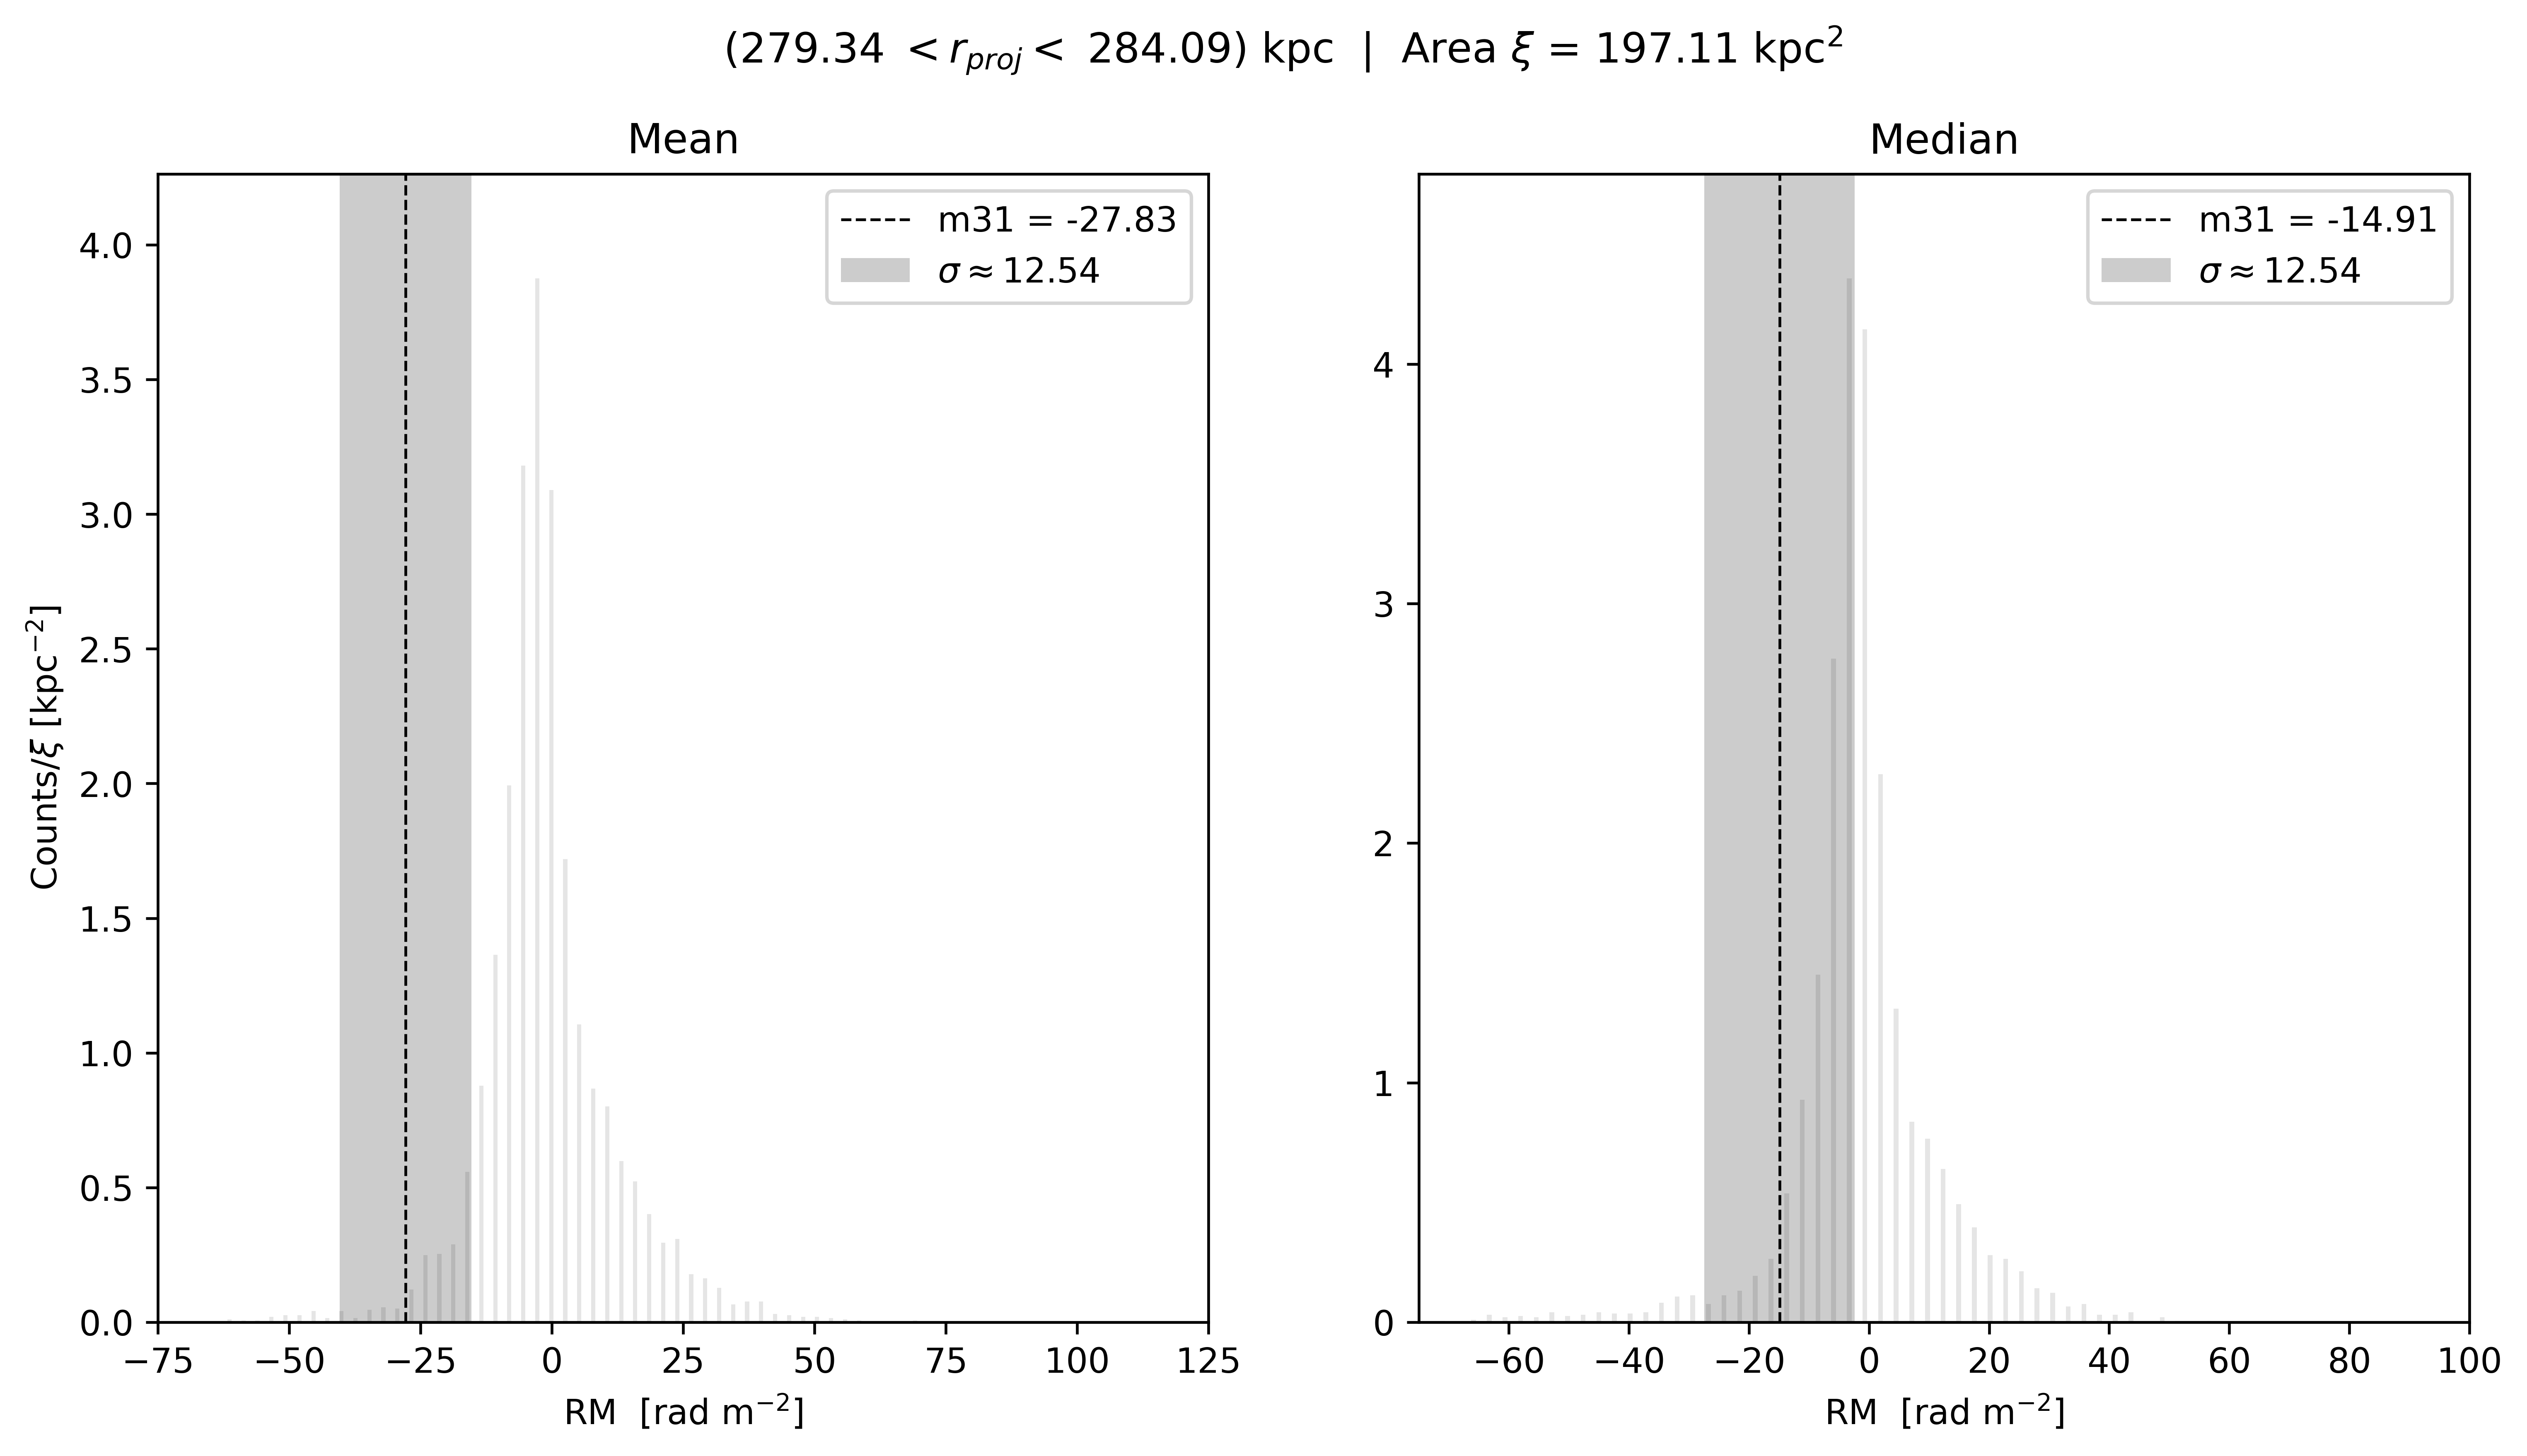 (279.34 < r_proj < 284.09) kpc | Area ξ = 197.11 kpc²
Mean
m31 = -27.83
σ ≈ 12.54
4.0
3.5
3.0
2.5
2.0
1.5
1.0
0.5
0.0
Counts/ξ [kpc⁻²]
−75 −50 −25 0 25 50 75 100 125
RM [rad m⁻²]
Median
m31 = -14.91
σ ≈ 12.54
4
3
2
1
0
−60 −40 −20 0 20 40 60 80 100
RM [rad m⁻²]